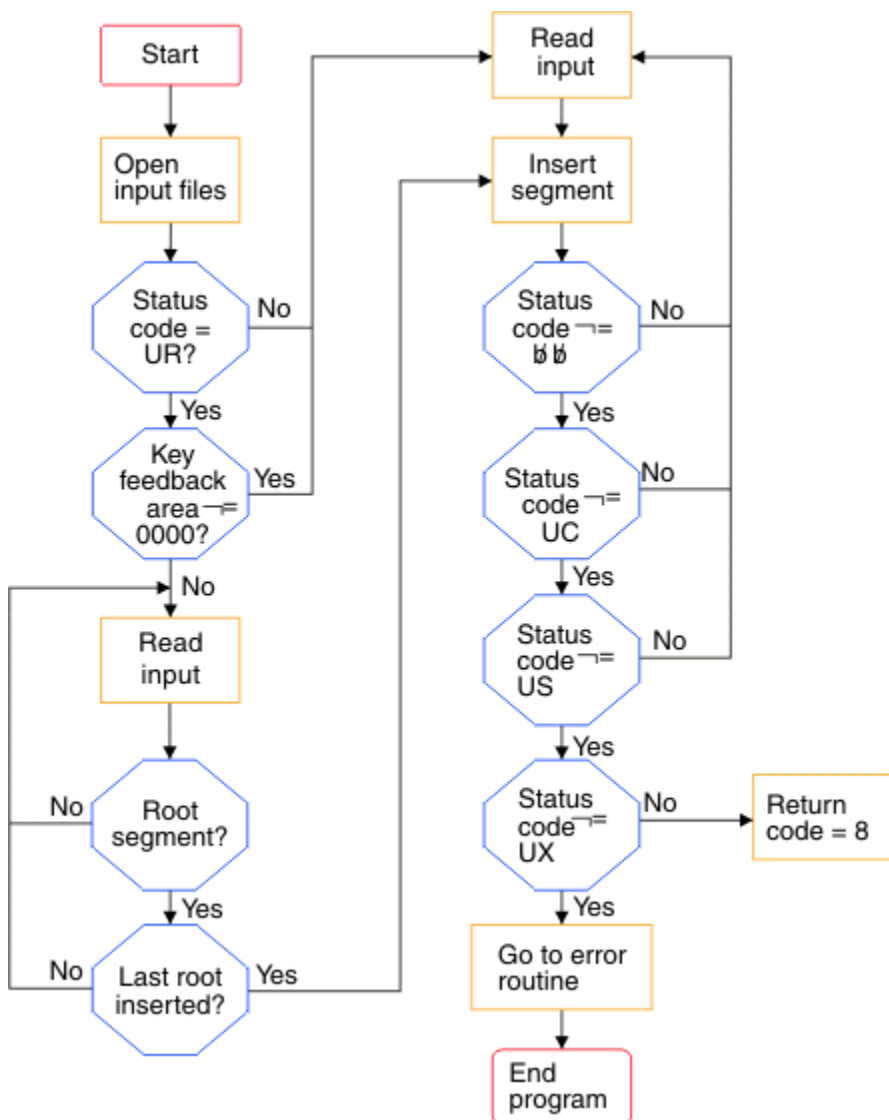 Start
Open
input files
Status
code =
UR?
No
Yes
Key
feedback
area ¬=
0000?
Yes
No
Read
input
Root
segment?
No
Yes
Last root
inserted?
No
Yes
Read
input
Insert
segment
Status
code ¬=
b̸ b̸
No
Yes
Status
code ¬=
UC
No
Yes
Status
code ¬=
US
No
Yes
Status
code ¬=
UX
No
Return
code = 8
Yes
Go to error
routine
End
program